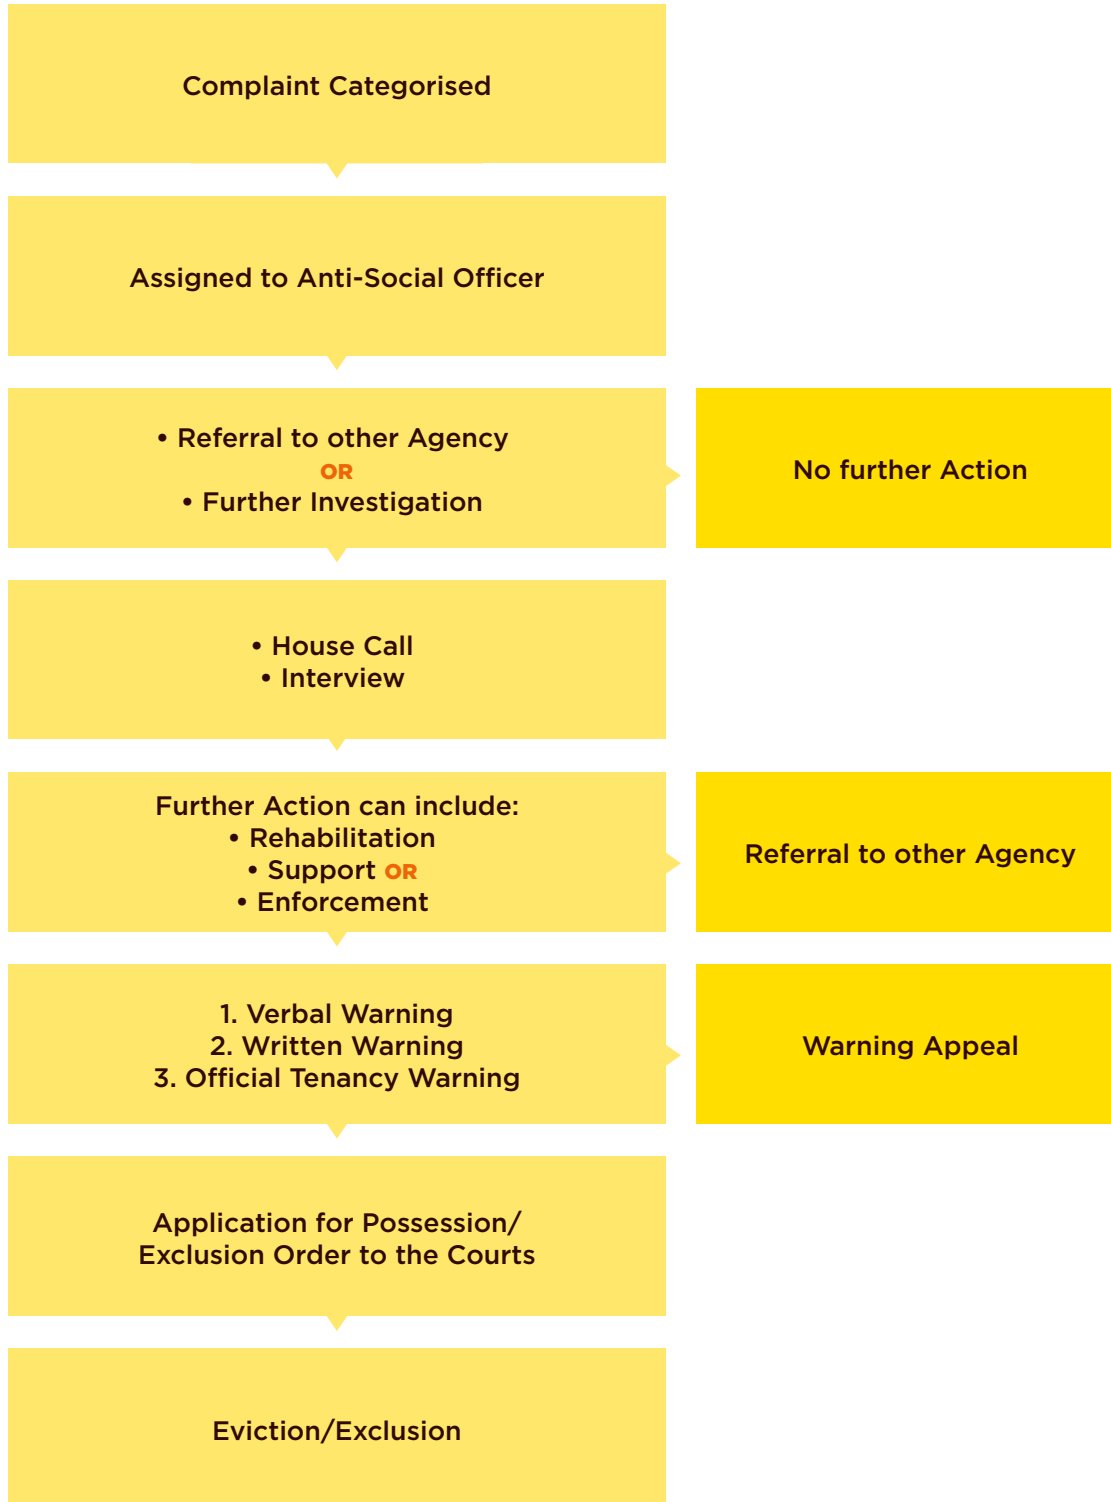 Complaint Categorised
Assigned to Anti-Social Officer
• Referral to other Agency
OR
• Further Investigation
No further Action
• House Call
• Interview
Further Action can include:
• Rehabilitation
• Support OR
• Enforcement
Referral to other Agency
1. Verbal Warning
2. Written Warning
3. Official Tenancy Warning
Warning Appeal
Application for Possession/
Exclusion Order to the Courts
Eviction/Exclusion